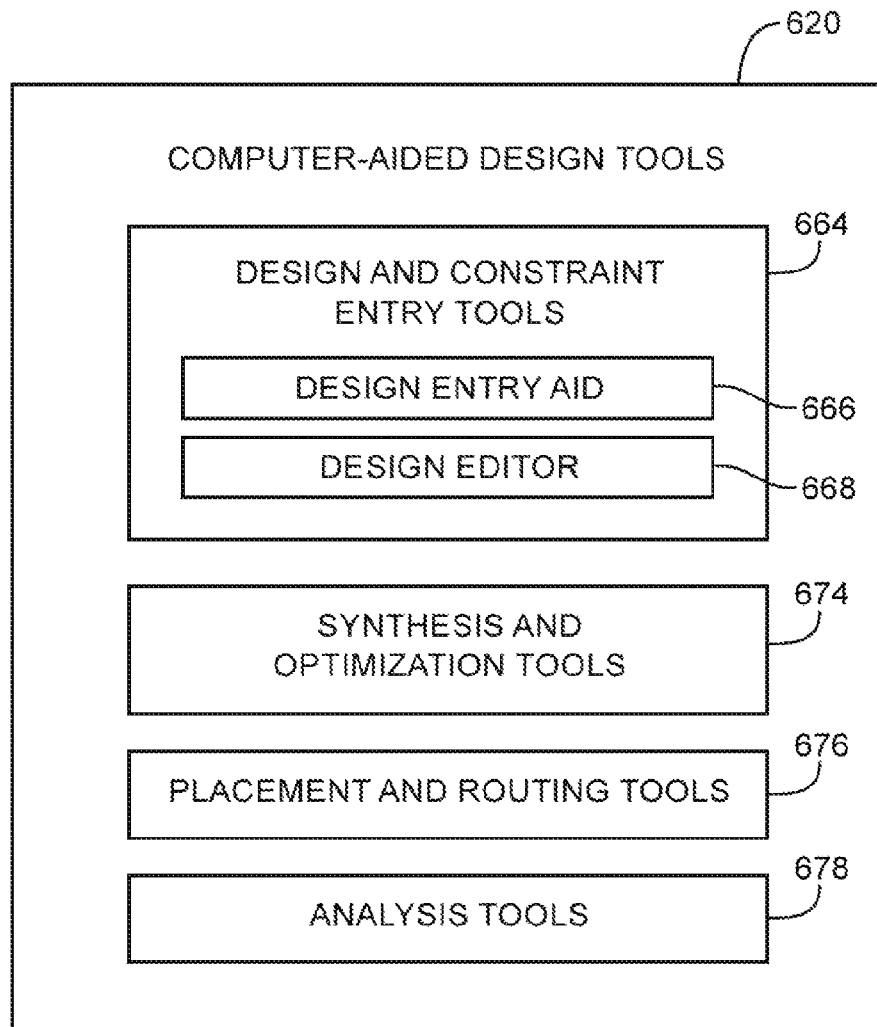 620
COMPUTER-AIDED DESIGN TOOLS
664
DESIGN AND CONSTRAINT
ENTRY TOOLS
DESIGN ENTRY AID
666
DESIGN EDITOR
668
674
SYNTHESIS AND
OPTIMIZATION TOOLS
676
PLACEMENT AND ROUTING TOOLS
678
ANALYSIS TOOLS